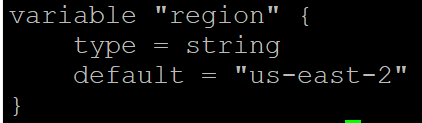 variable "region" {
    type = string
    default = "us-east-2"
}